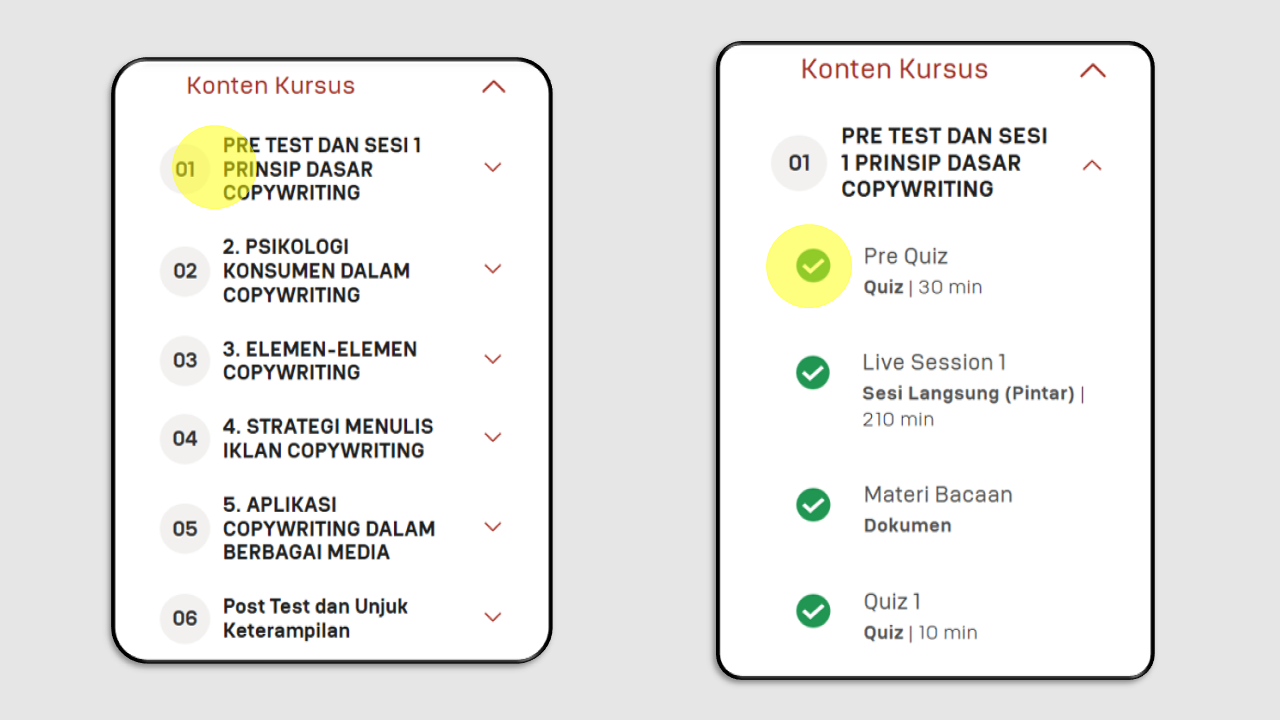 Konten Kursus
01
PRE TEST DAN SESI 1
PRINSIP DASAR
COPYWRITING
02
2. PSIKOLOGI
KONSUMEN DALAM
COPYWRITING
03
3. ELEMEN-ELEMEN
COPYWRITING
04
4. STRATEGI MENULIS
IKLAN COPYWRITING
05
5. APLIKASI
COPYWRITING DALAM
BERBAGAI MEDIA
06
Post Test dan Unjuk
Keterampilan
Konten Kursus
01
PRE TEST DAN SESI
1 PRINSIP DASAR
COPYWRITING
Pre Quiz
Quiz | 30 min
Live Session 1
Sesi Langsung (Pintar) |
210 min
Materi Bacaan
Dokumen
Quiz 1
Quiz | 10 min